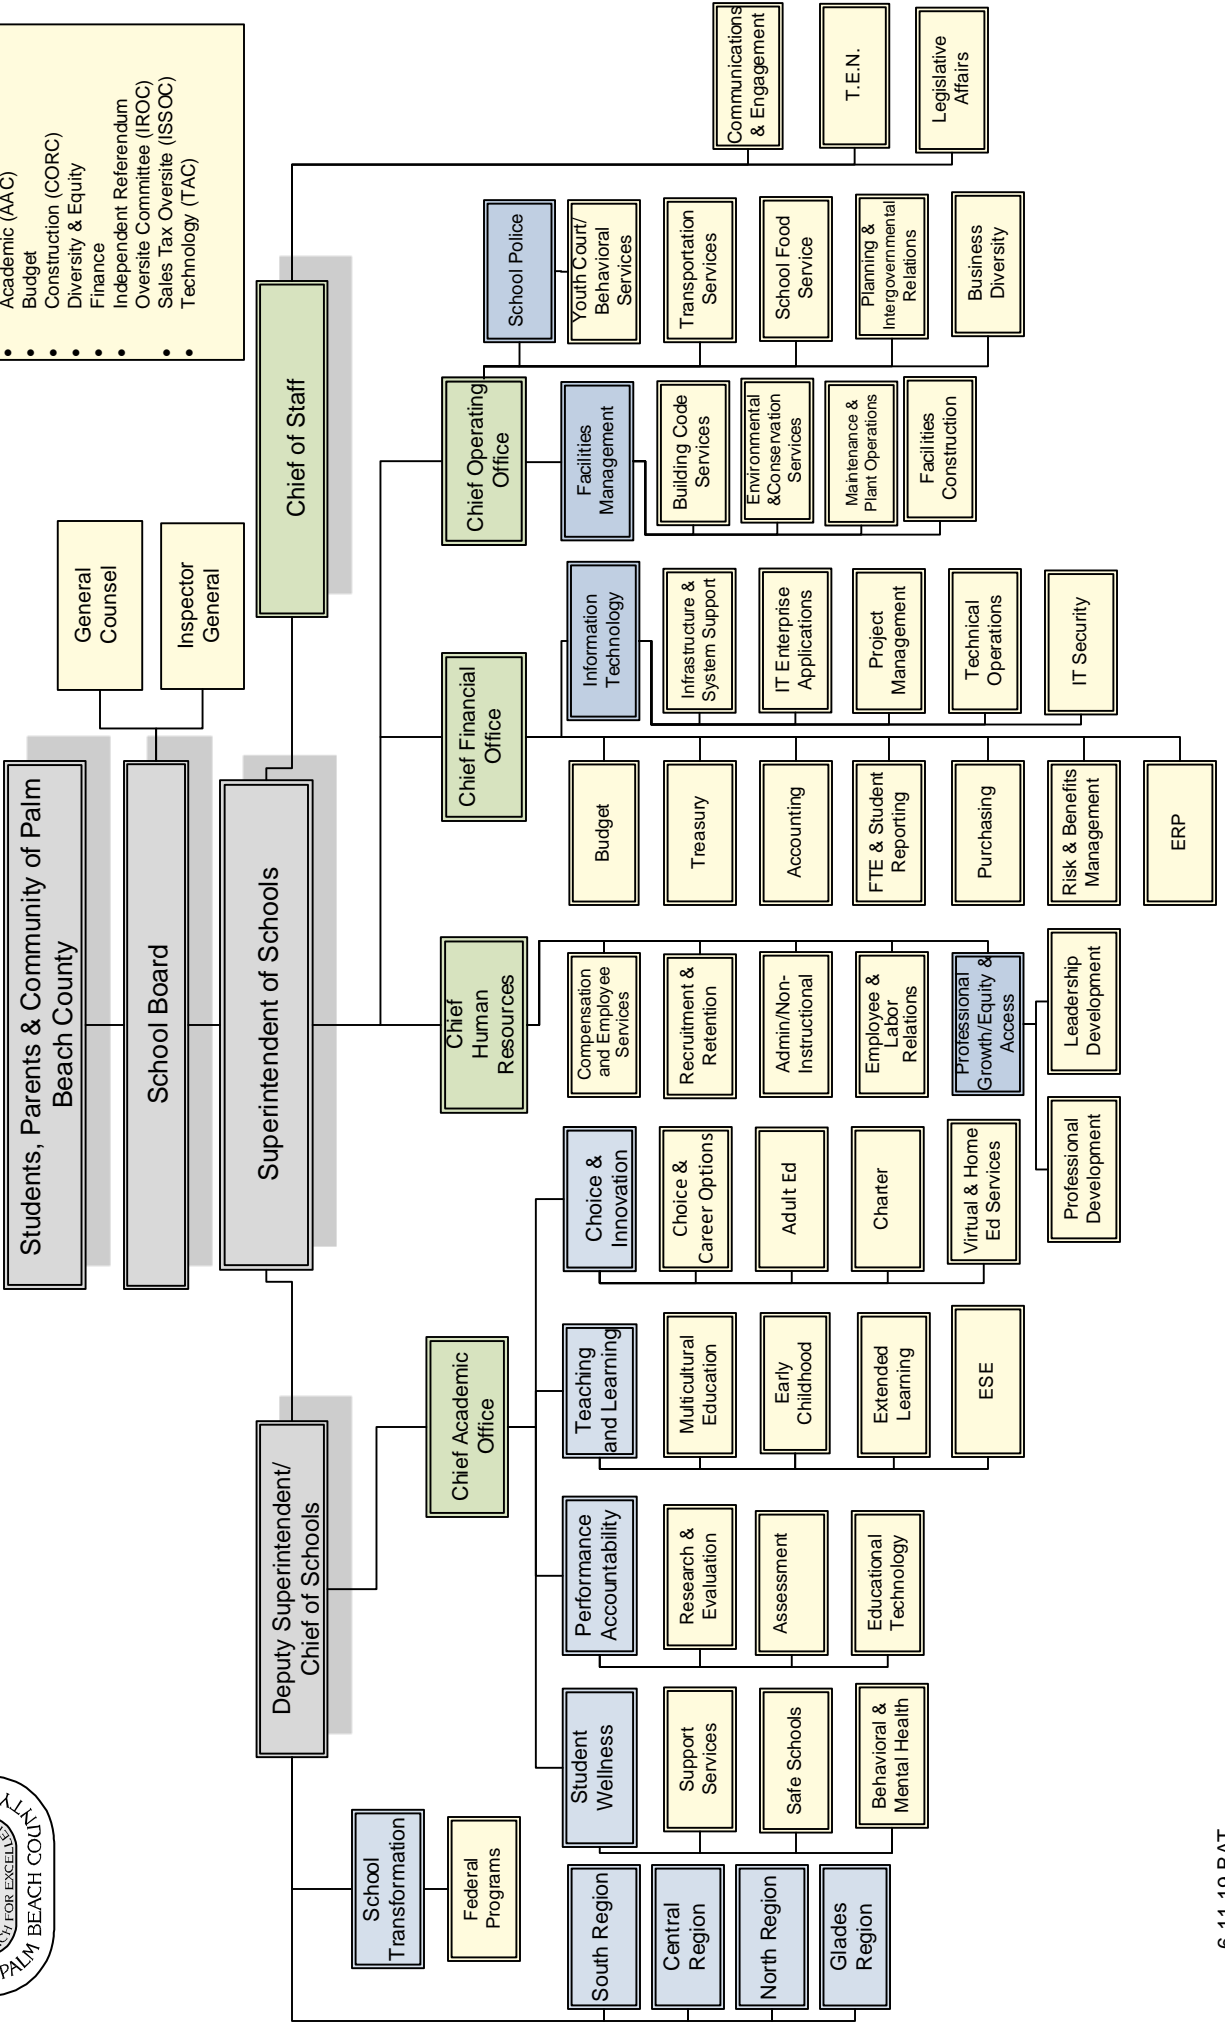 Academic (AAC)
• Budget
• Construction (CORC)
• Diversity & Equity
• Finance
• Independent Referendum
Oversite Committee (IROC)
• Sales Tax Oversite (ISSOC)
• Technology (TAC)
Students, Parents & Community of Palm
Beach County
School Board
General
Counsel
Inspector
General
Superintendent of Schools
Deputy Superintendent/
Chief of Schools
Chief of Staff
Communications
& Engagement
T.E.N.
Legislative
Affairs
School
Transformation
Federal
Programs
South Region
Central
Region
North Region
Glades
Region
Chief Academic
Office
Student
Wellness
Support
Services
Safe Schools
Behavioral &
Mental Health
Performance
Accountability
Research &
Evaluation
Assessment
Educational
Technology
Teaching
and Learning
Multicultural
Education
Early
Childhood
Extended
Learning
ESE
Choice &
Innovation
Choice &
Career Options
Adult Ed
Charter
Virtual & Home
Ed Services
Chief
Human
Resources
Compensation
and Employee
Services
Recruitment &
Retention
Admin/Non-
Instructional
Employee &
Labor
Relations
Professional
Growth/Equity &
Access
Professional
Development
Leadership
Development
Chief Financial
Office
Budget
Treasury
Accounting
FTE & Student
Reporting
Purchasing
Risk & Benefits
Management
ERP
Information
Technology
Infrastructure &
System Support
IT Enterprise
Applications
Project
Management
Technical
Operations
IT Security
Chief Operating
Office
Facilities
Management
Building Code
Services
Environmental
&Conservation
Services
Maintenance &
Plant Operations
Facilities
Construction
School Police
Youth Court/
Behavioral
Services
Transportation
Services
School Food
Service
Planning &
Intergovernmental
Relations
Business
Diversity
PALM BEACH COUNTY
6.11.19 BAT